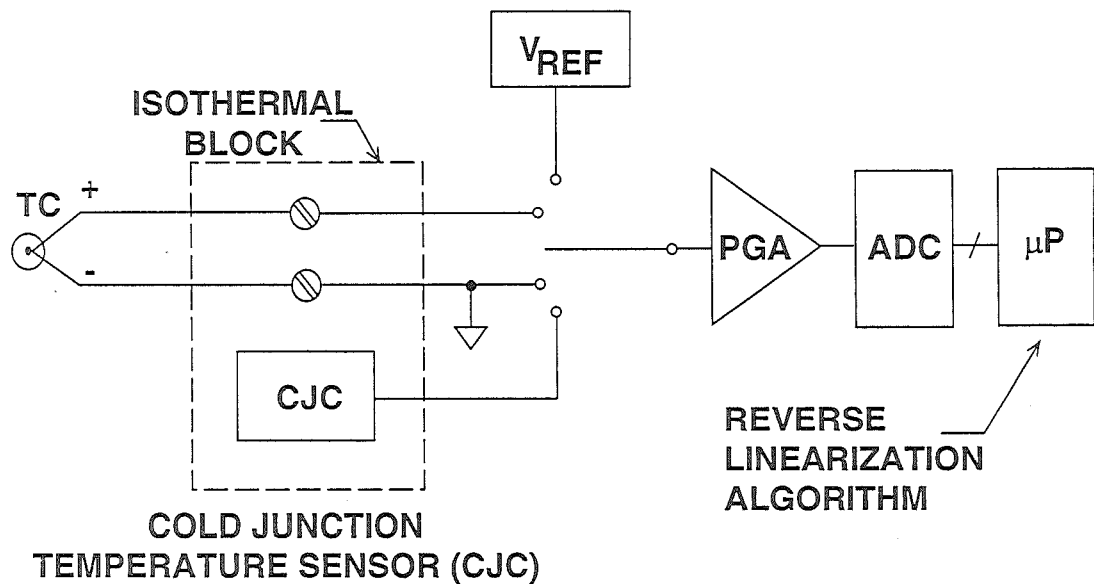 VREF
ISOTHERMAL
BLOCK
TC
+
-
PGA
ADC
µP
CJC
REVERSE
LINEARIZATION
ALGORITHM
COLD JUNCTION
TEMPERATURE SENSOR (CJC)